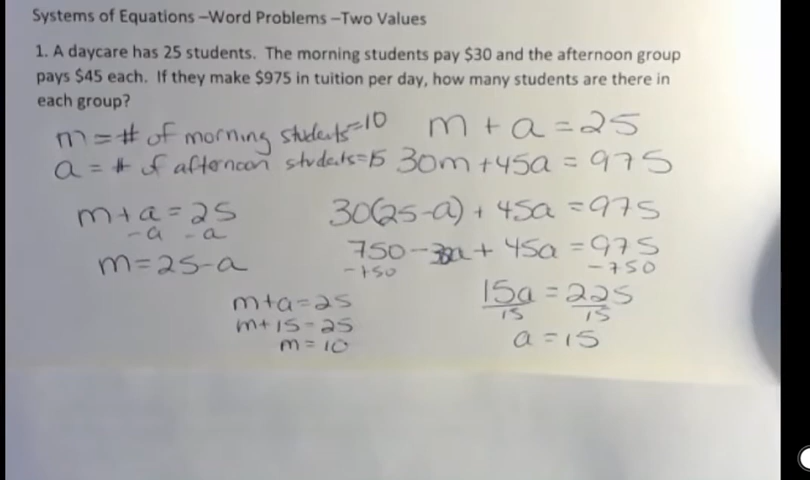 Systems of Equations –Word Problems –Two Values
1. A daycare has 25 students. The morning students pay $30 and the afternoon group
pays $45 each. If they make $975 in tuition per day, how many students are there in
each group?
m = # of morning students = 10
m + a = 25
a = # of afternoon students = 15
30m + 45a = 975
m + a = 25
-a -a
m = 25 - a
30(25-a) + 45a = 975
750 - 30a + 45a = 975
-750 -750
15a = 225
15 15
a = 15
m+a=25
m+15=25
m = 10